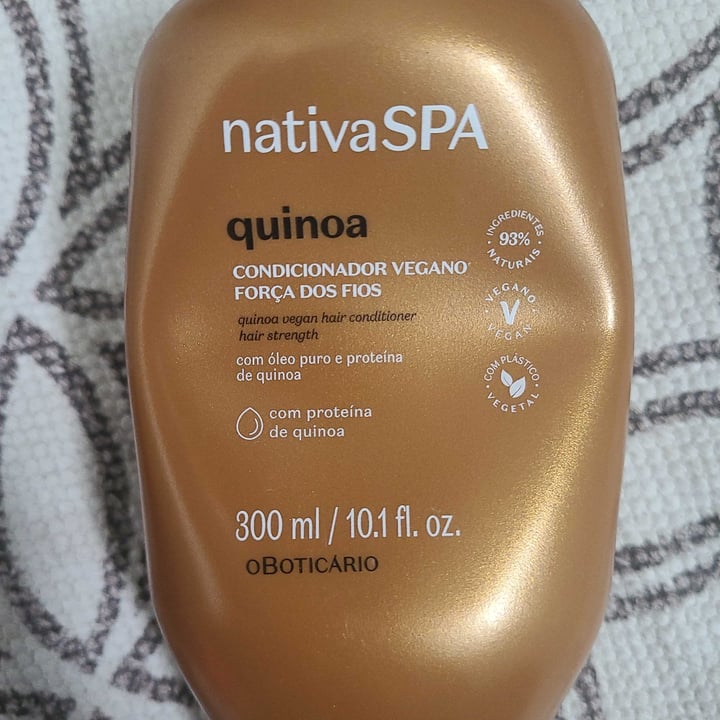 nativaSPA
quinoa
CONDICIONADOR VEGANO
FORÇA DOS FIOS
quinoa vegan hair conditioner
hair strength
com óleo puro e proteína
de quinoa
com proteína
de quinoa
INGREDIENTES
93%
NATURAIS
VEGANO
V
VEGAN
COM PLÁSTICO
VEGETAL
300 ml / 10.1 fl. oz.
oBOTICÁRIO